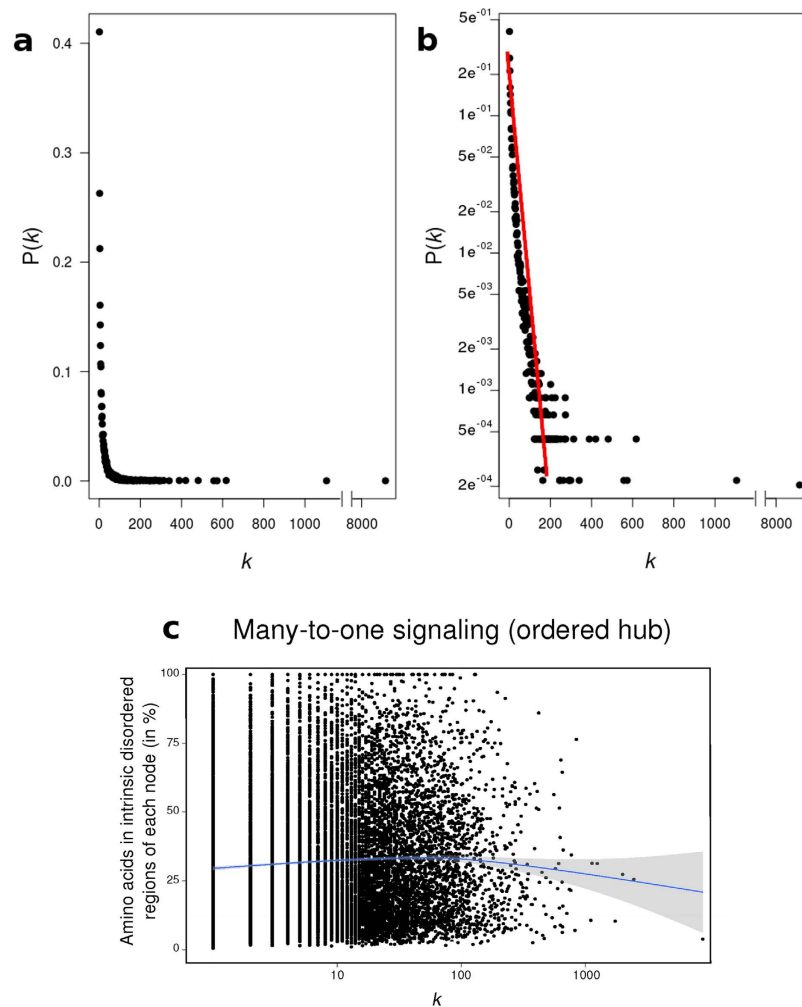 a
0.4
0.3
0.2
0.1
0.0
P(k)
0 200 400 600 1000 8000
k
b
5e-01
2e-01
1e-01
5e-02
2e-02
1e-02
5e-03
2e-03
1e-03
5e-04
2e-04
P(k)
0 200 400 600 1000 8000
k
c Many-to-one signaling (ordered hub)
Amino acids in intrinsic disordered
regions of each node (in %)
100
75
50
25
0
10 100 1000
k